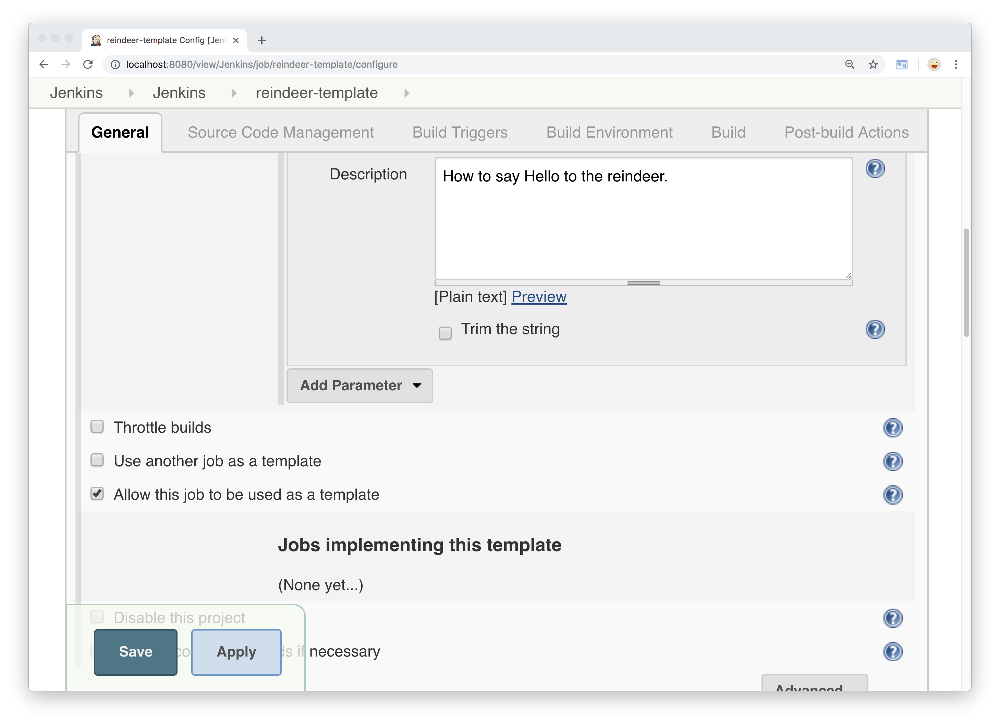 reindeer-template Config [Jen
localhost:8080/view/Jenkins/job/reindeer-template/configure
Jenkins Jenkins reindeer-template
General Source Code Management Build Triggers Build Environment Build Post-build Actions
Description
How to say Hello to the reindeer.
[Plain text] Preview
Trim the string
Add Parameter
Throttle builds
Use another job as a template
Allow this job to be used as a template
Jobs implementing this template
(None yet...)
Disable this project
Save Apply if necessary
Advanced